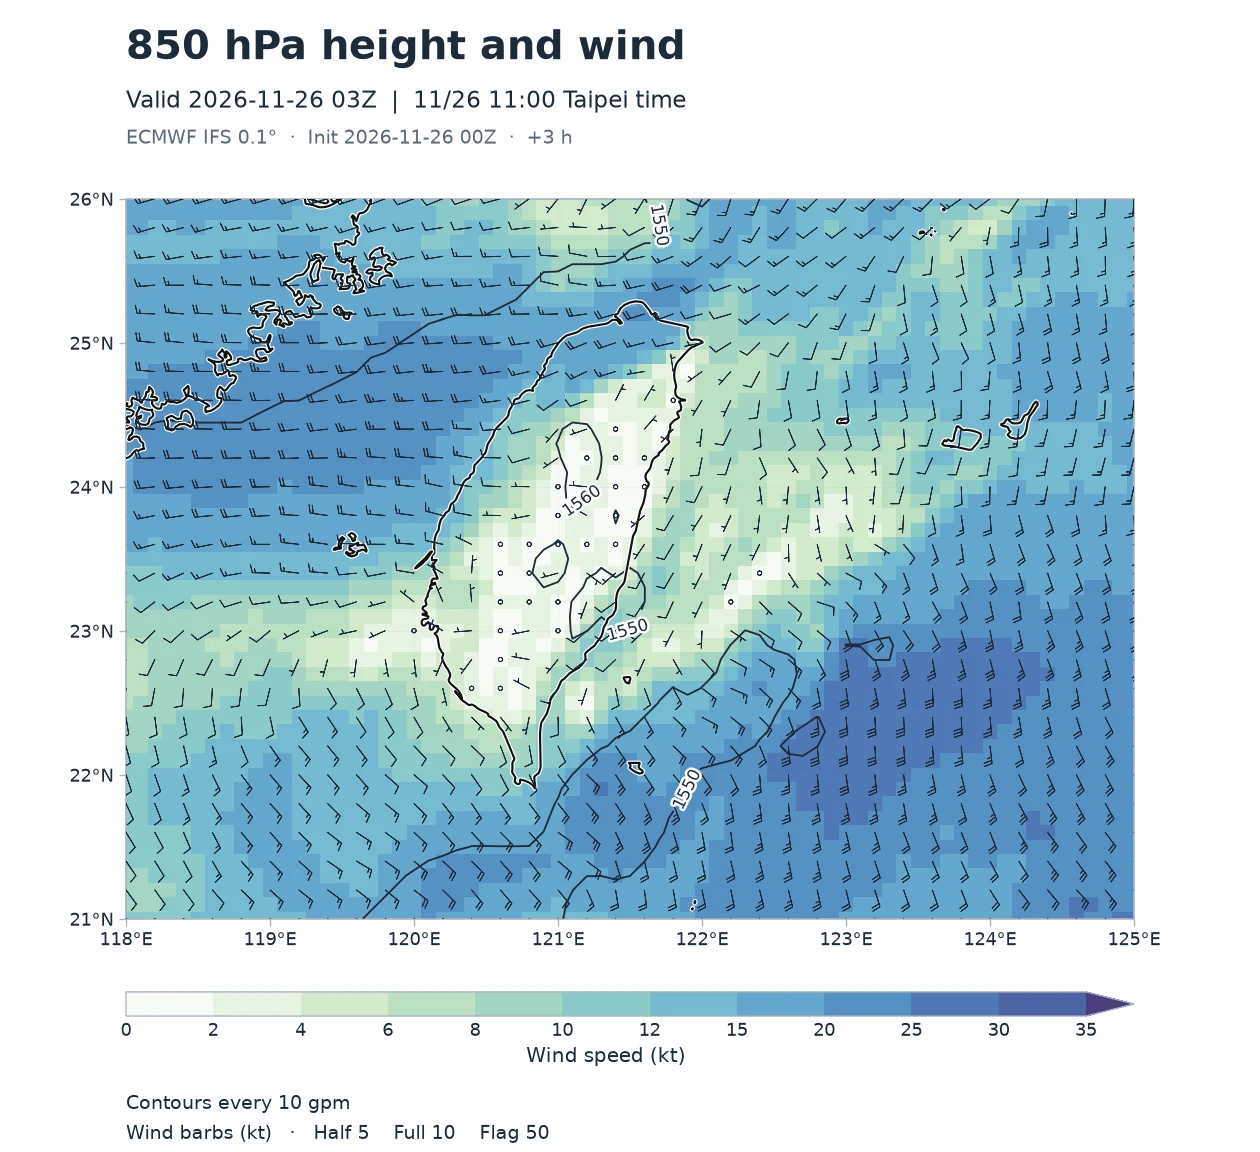 850 hPa height and wind
Valid 2026-11-26 03Z | 11/26 11:00 Taipei time
ECMWF IFS 0.1° · Init 2026-11-26 00Z · +3 h
26°N
1550
25°N
24°N
1560
23°N
1550
22°N
1550
21°N
118°E 119°E 120°E 121°E 122°E 123°E 124°E 125°E
0 2 4 6 8 10 12 15 20 25 30 35
Wind speed (kt)
Contours every 10 gpm
Wind barbs (kt) · Half 5 Full 10 Flag 50